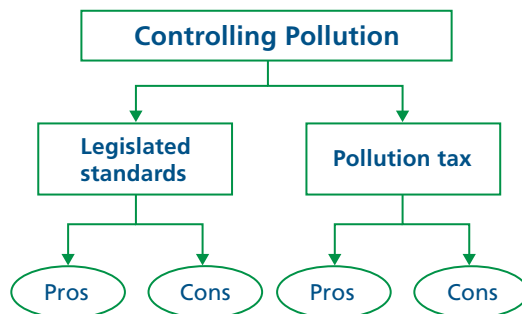 Controlling Pollution
Legislated
standards
Pollution tax
Pros
Cons
Pros
Cons